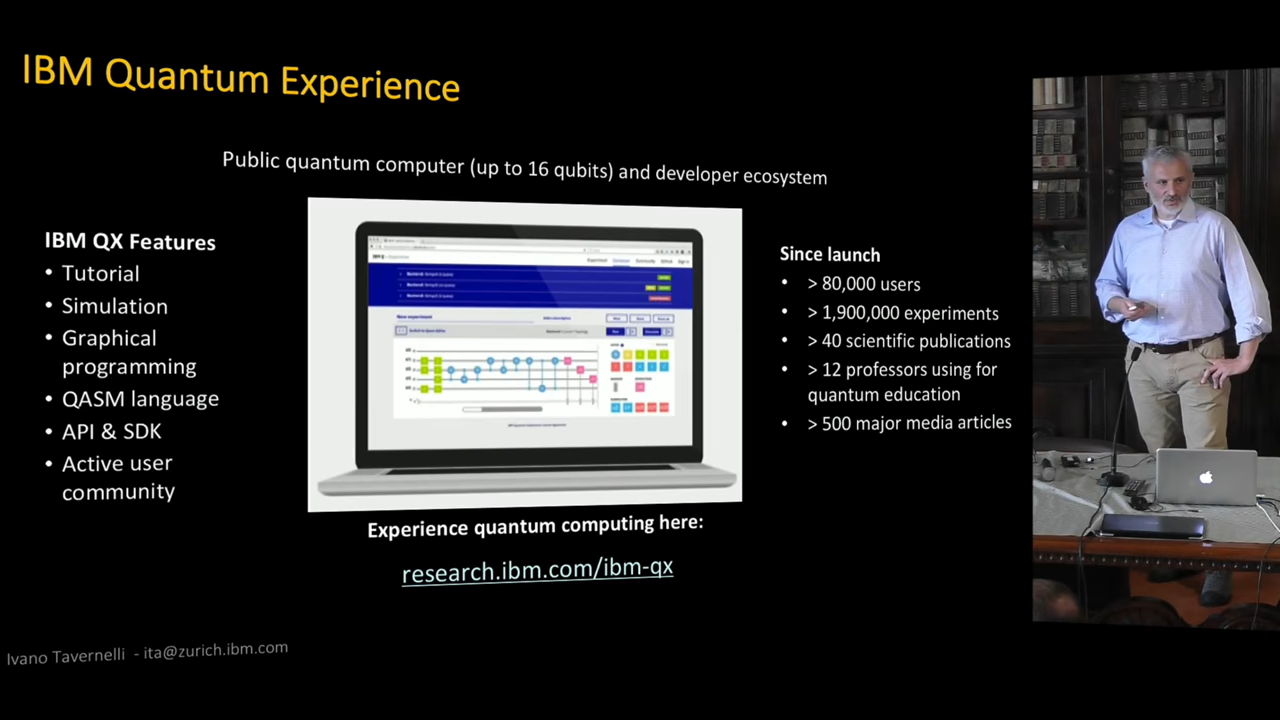 IBM Quantum Experience
Public quantum computer (up to 16 qubits) and developer ecosystem
IBM QX Features
• Tutorial
• Simulation
• Graphical
programming
• QASM language
• API & SDK
• Active user
community
New experiment
Since launch
• > 80,000 users
• > 1,900,000 experiments
• > 40 scientific publications
• > 12 professors using for
quantum education
• > 500 major media articles
Experience quantum computing here:
research.ibm.com/ibm-qx
Ivano Tavernelli - ita@zurich.ibm.com